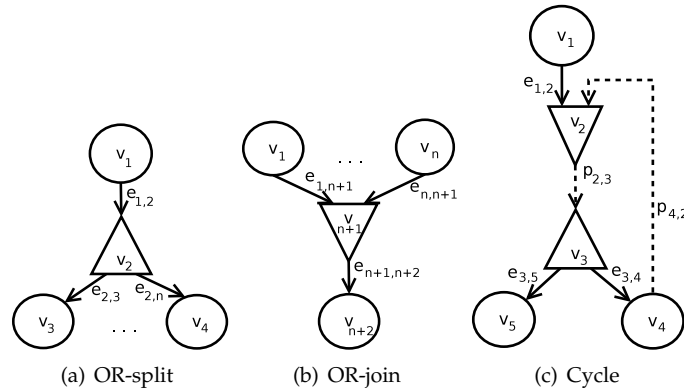 v1
e1,2
v2
e2,3
e2,n
v3
. . .
v4
(a) OR-split
v1
. . .
vn
e1,n+1
en,n+1
v
n+1
en+1,n+2
vn+2
(b) OR-join
v1
e1,2
v2
p2,3
p4,2
v3
e3,5
e3,4
v5
v4
(c) Cycle